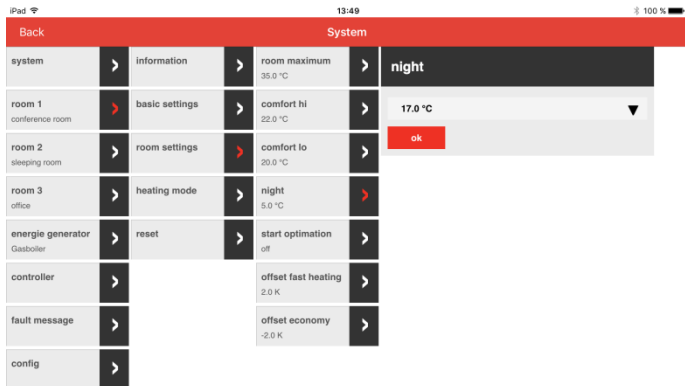 iPad 13:49 100 %
Back System
system
room 1
conference room
room 2
sleeping room
room 3
office
energie generator
Gasboiler
controller
fault message
config
information
basic settings
room settings
heating mode
reset
room maximum
35.0 °C
comfort hi
22.0 °C
comfort lo
20.0 °C
night
5.0 °C
start optimation
off
offset fast heating
2.0 K
offset economy
-2.0 K
night
17.0 °C
ok